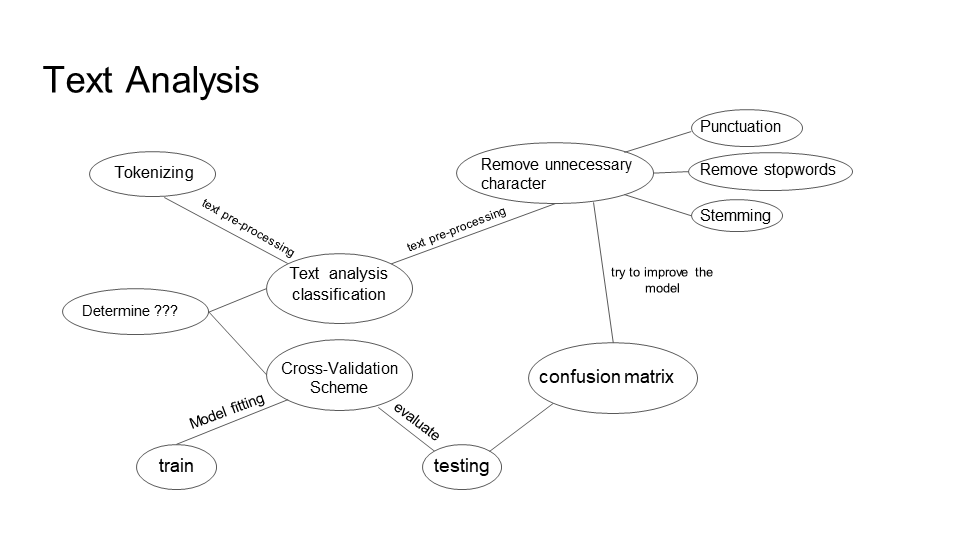 Text Analysis
Punctuation
Remove unnecessary
character
Remove stopwords
Tokenizing
Stemming
text pre-processing
text pre-processing
Text analysis
classification
try to improve the
model
Determine ???
Cross-Validation
Scheme
confusion matrix
Model fitting
evaluate
train
testing